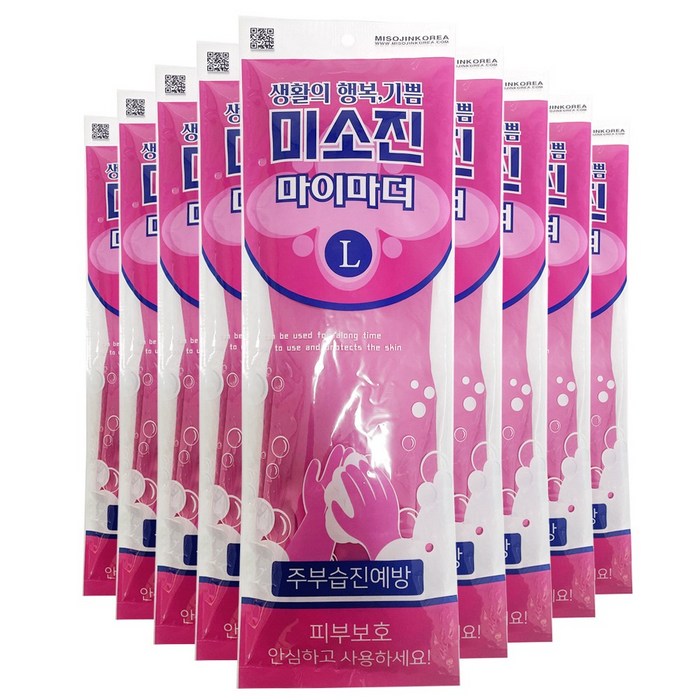 MISOJINKOREA
WWW.MISOJINKOREA.COM
생활의 행복,기쁨
미소진
마이마더
L
be used for along time
to use and protects the skin
주부습진예방
피부보호
안심하고 사용하세요!